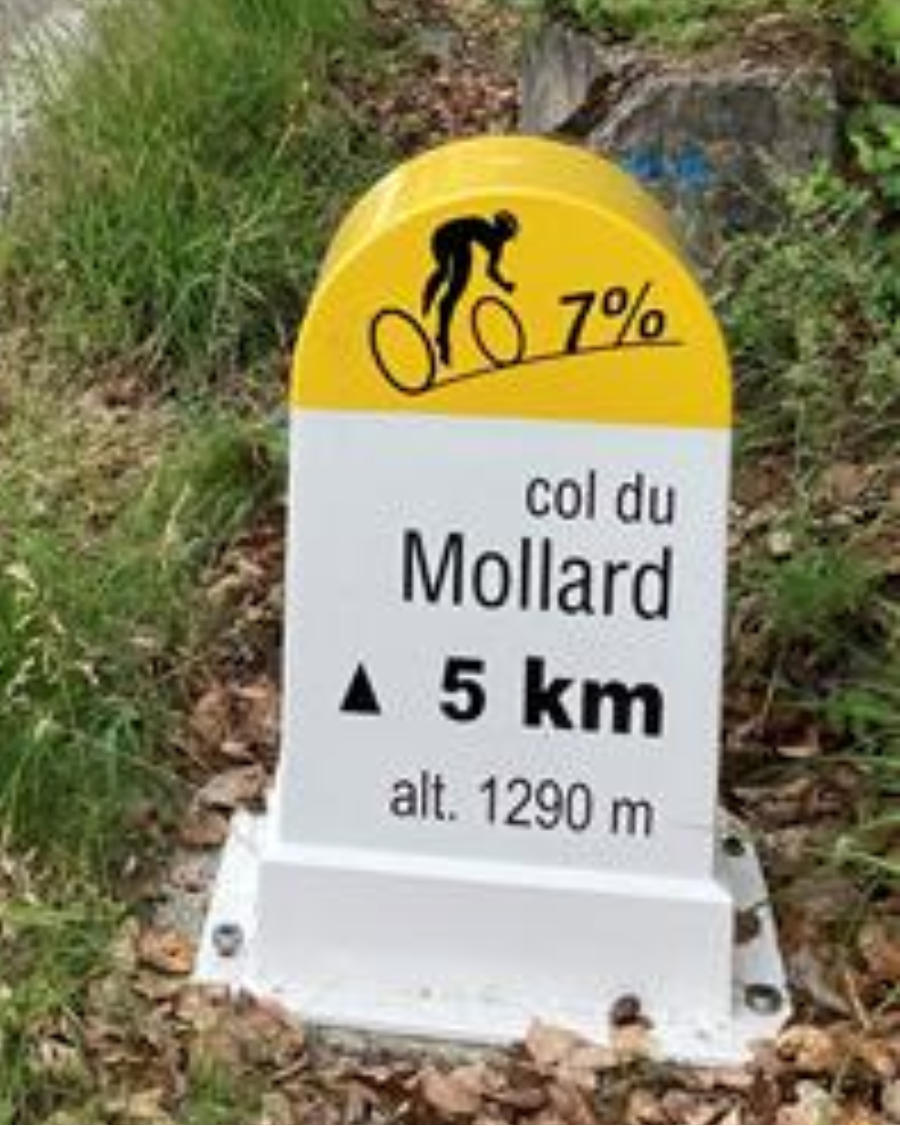 7%
col du
Mollard
▲ 5 km
alt. 1290 m